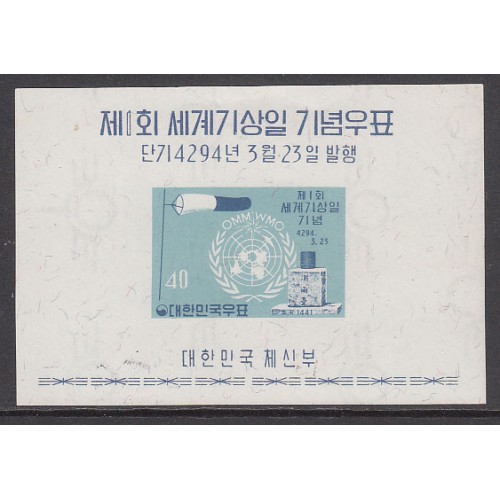 제1회 세계기상일 기념우표
단기4294년 3월 23일 발행
제1회
세계기상일
기념
4294.
3.23
OMM WMO
40
대한민국우표
1441
대한민국 체신부